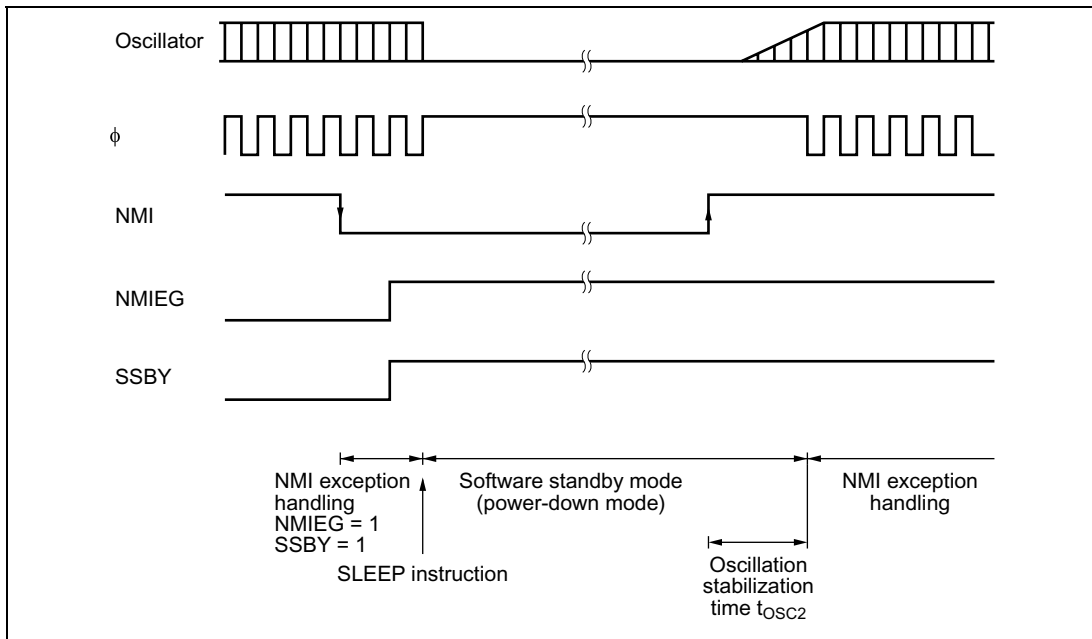 Oscillator
ϕ
NMI
NMIEG
SSBY
NMI exception
handling
NMIEG = 1
SSBY = 1
SLEEP instruction
Software standby mode
(power-down mode)
Oscillation
stabilization
time tOSC2
NMI exception
handling